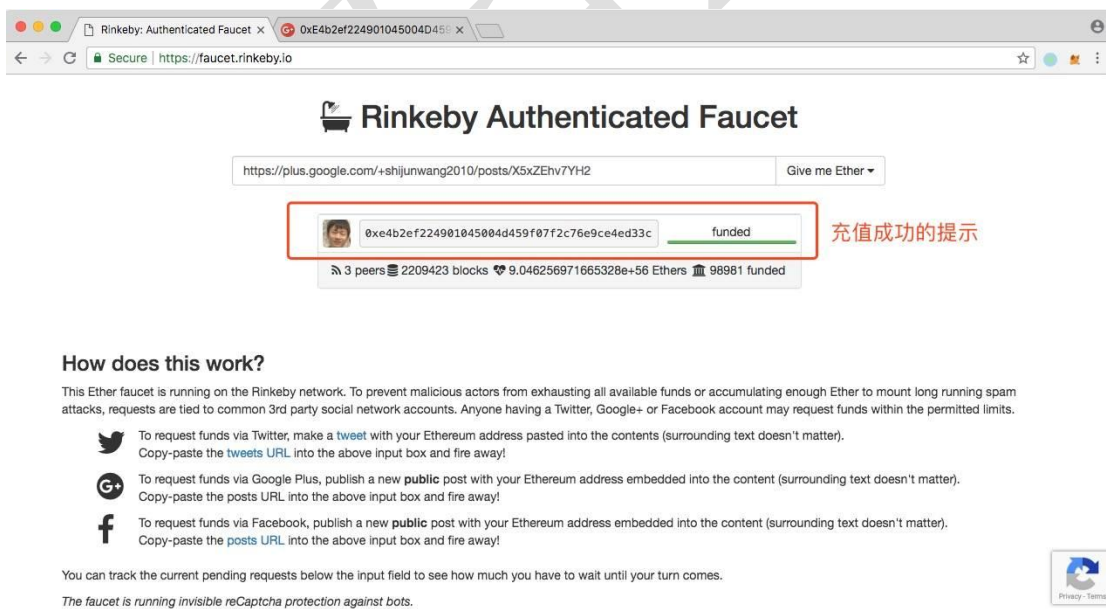 Rinkeby: Authenticated Faucet
0xE4b2ef224901045004D459
Secure | https://faucet.rinkeby.io
Rinkeby Authenticated Faucet
https://plus.google.com/+shijunwang2010/posts/X5xZEhv7YH2 Give me Ether
0xe4b2ef224901045004d459f07f2c76e9ce4ed33c funded 充值成功的提示
3 peers 2209423 blocks 9.046256971665328e+56 Ethers 98981 funded
How does this work?
This Ether faucet is running on the Rinkeby network. To prevent malicious actors from exhausting all available funds or accumulating enough Ether to mount long running spam
attacks, requests are tied to common 3rd party social network accounts. Anyone having a Twitter, Google+ or Facebook account may request funds within the permitted limits.
To request funds via Twitter, make a tweet with your Ethereum address pasted into the contents (surrounding text doesn't matter).
Copy-paste the tweets URL into the above input box and fire away!
G+
To request funds via Google Plus, publish a new public post with your Ethereum address embedded into the content (surrounding text doesn't matter).
Copy-paste the posts URL into the above input box and fire away!
To request funds via Facebook, publish a new public post with your Ethereum address embedded into the content (surrounding text doesn't matter).
Copy-paste the posts URL into the above input box and fire away!
You can track the current pending requests below the input field to see how much you have to wait until your turn comes.
The faucet is running invisible reCaptcha protection against bots.
Privacy - Terms